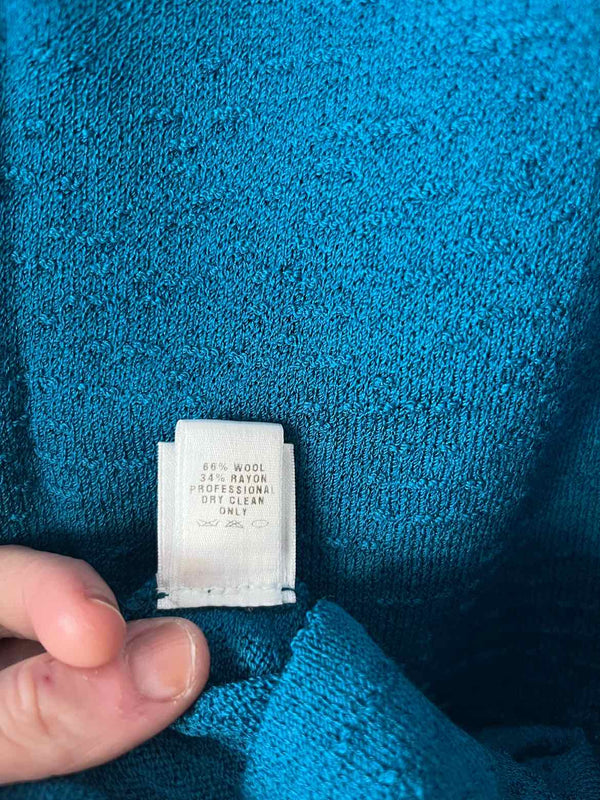 66% WOOL
34% RAYON
PROFESSIONAL
DRY CLEAN
ONLY